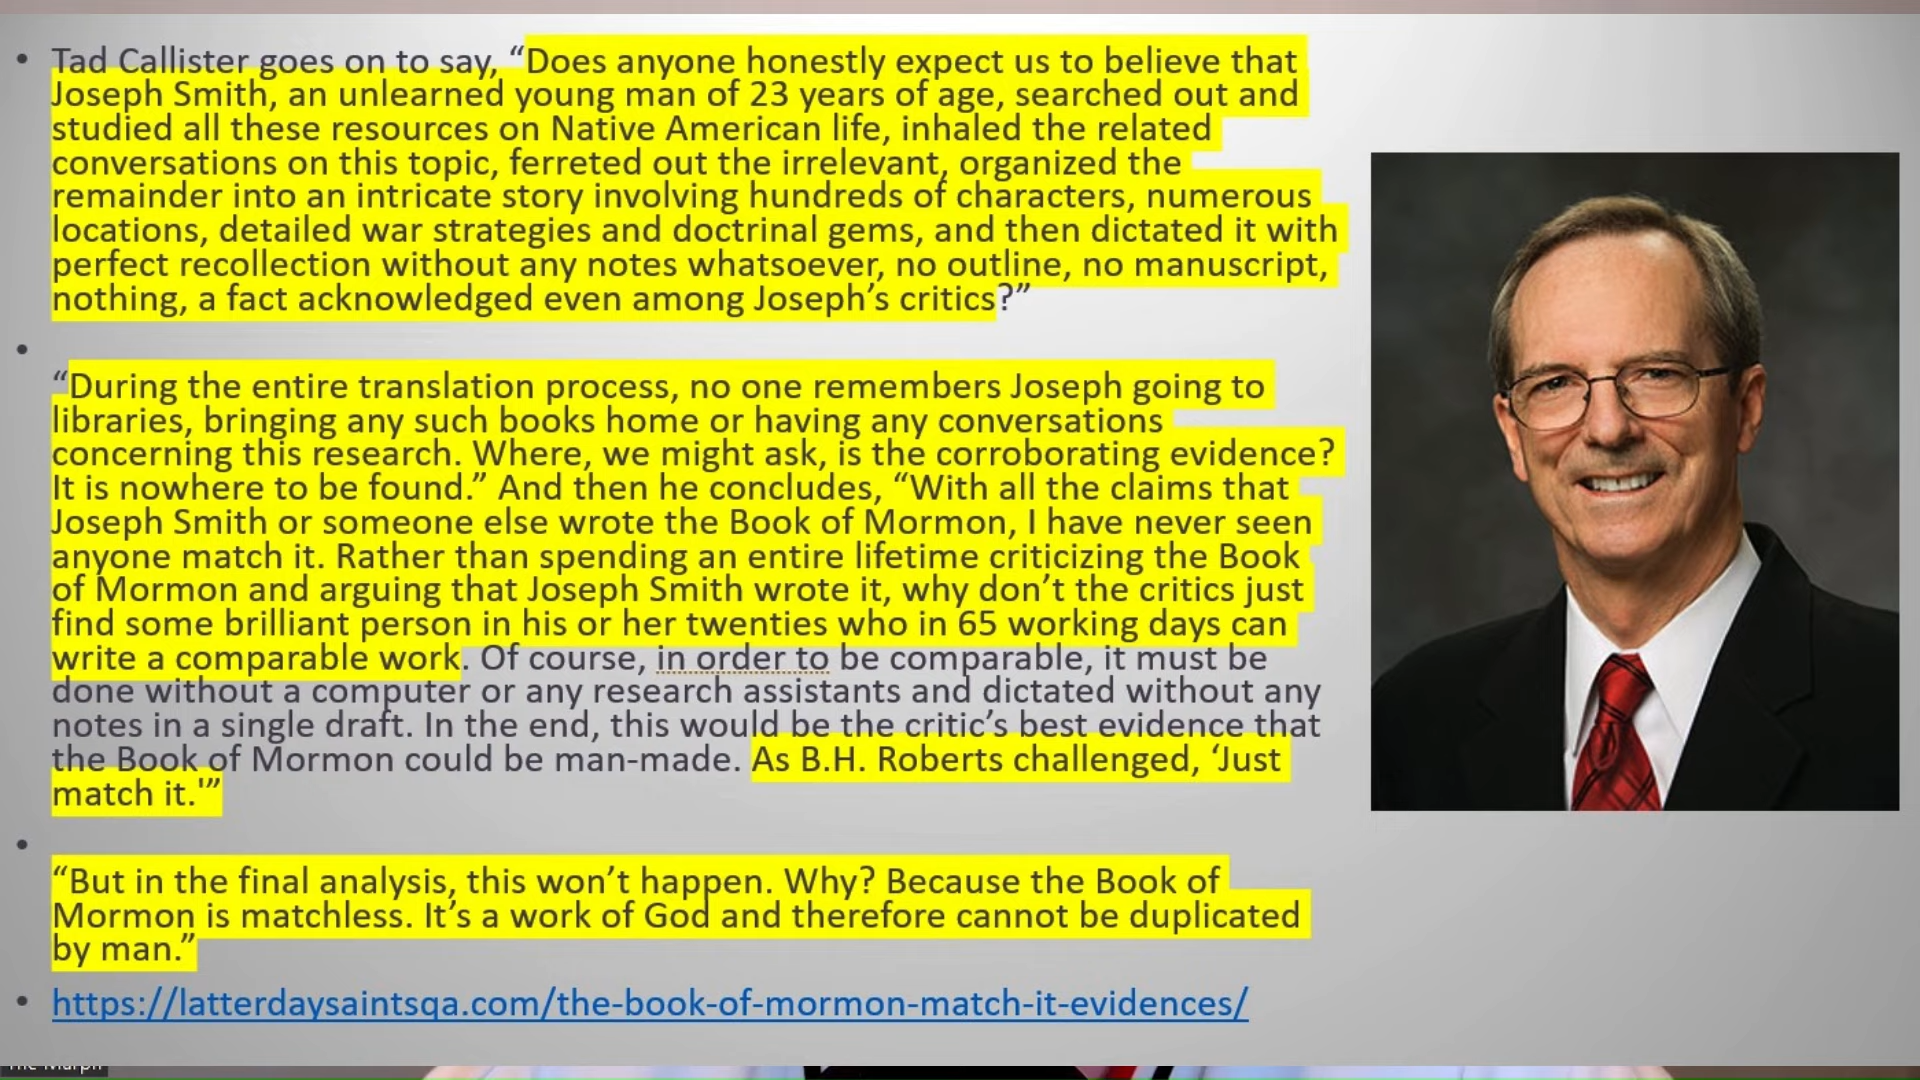 • Tad Callister goes on to say, “Does anyone honestly expect us to believe that
Joseph Smith, an unlearned young man of 23 years of age, searched out and
studied all these resources on Native American life, inhaled the related
conversations on this topic, ferreted out the irrelevant, organized the
remainder into an intricate story involving hundreds of characters, numerous
locations, detailed war strategies and doctrinal gems, and then dictated it with
perfect recollection without any notes whatsoever, no outline, no manuscript,
nothing, a fact acknowledged even among Joseph’s critics?”
•
“During the entire translation process, no one remembers Joseph going to
libraries, bringing any such books home or having any conversations
concerning this research. Where, we might ask, is the corroborating evidence?
It is nowhere to be found.” And then he concludes, “With all the claims that
Joseph Smith or someone else wrote the Book of Mormon, I have never seen
anyone match it. Rather than spending an entire lifetime criticizing the Book
of Mormon and arguing that Joseph Smith wrote it, why don’t the critics just
find some brilliant person in his or her twenties who in 65 working days can
write a comparable work. Of course, in order to be comparable, it must be
done without a computer or any research assistants and dictated without any
notes in a single draft. In the end, this would be the critic’s best evidence that
the Book of Mormon could be man-made. As B.H. Roberts challenged, ‘Just
match it.'”
•
“But in the final analysis, this won’t happen. Why? Because the Book of
Mormon is matchless. It’s a work of God and therefore cannot be duplicated
by man.”
• https://latterdaysaintsqa.com/the-book-of-mormon-match-it-evidences/